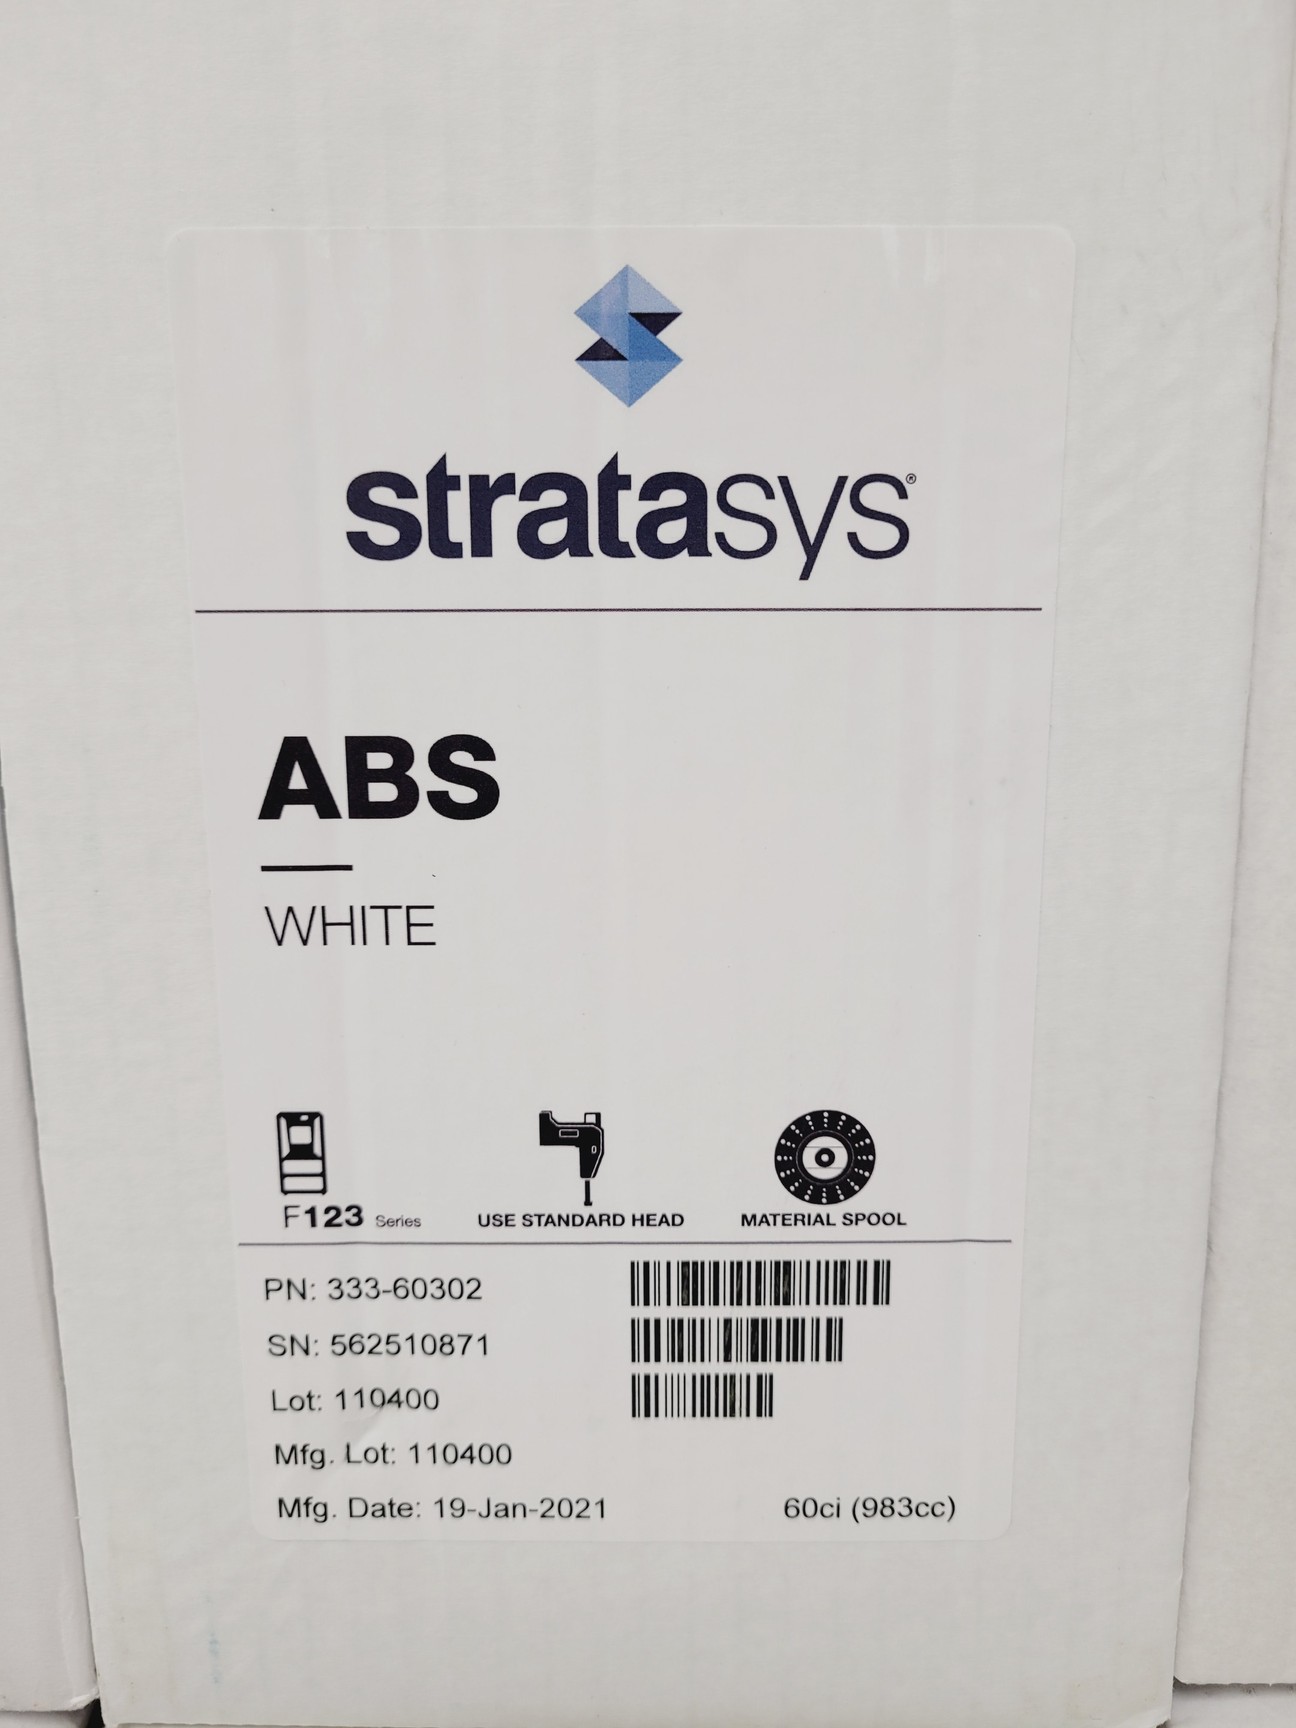 stratasys®
ABS
WHITE
F123 Series
USE STANDARD HEAD
MATERIAL SPOOL
PN: 333-60302
SN: 562510871
Lot: 110400
Mfg. Lot: 110400
Mfg. Date: 19-Jan-2021
60ci (983cc)